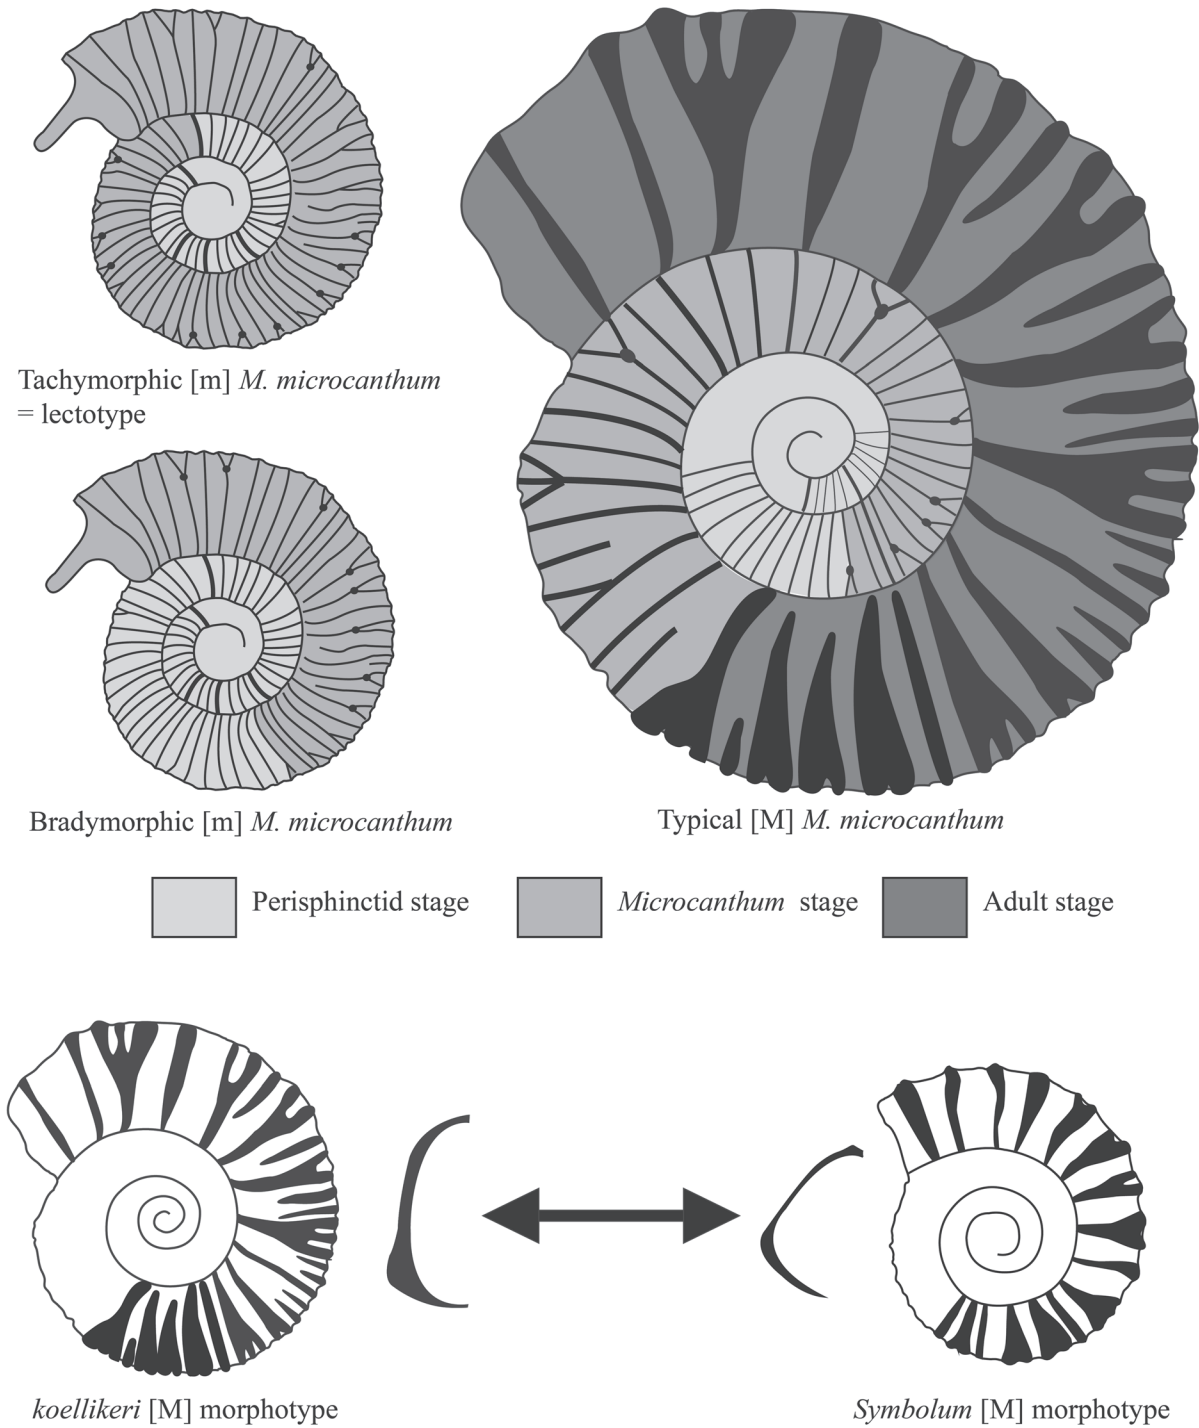 Tachymorphic [m] M. microcanthum
= lectotype
Bradymorphic [m] M. microcanthum
Typical [M] M. microcanthum
Perisphinctid stage
Microcanthum stage
Adult stage
koellikeri [M] morphotype
Symbolum [M] morphotype